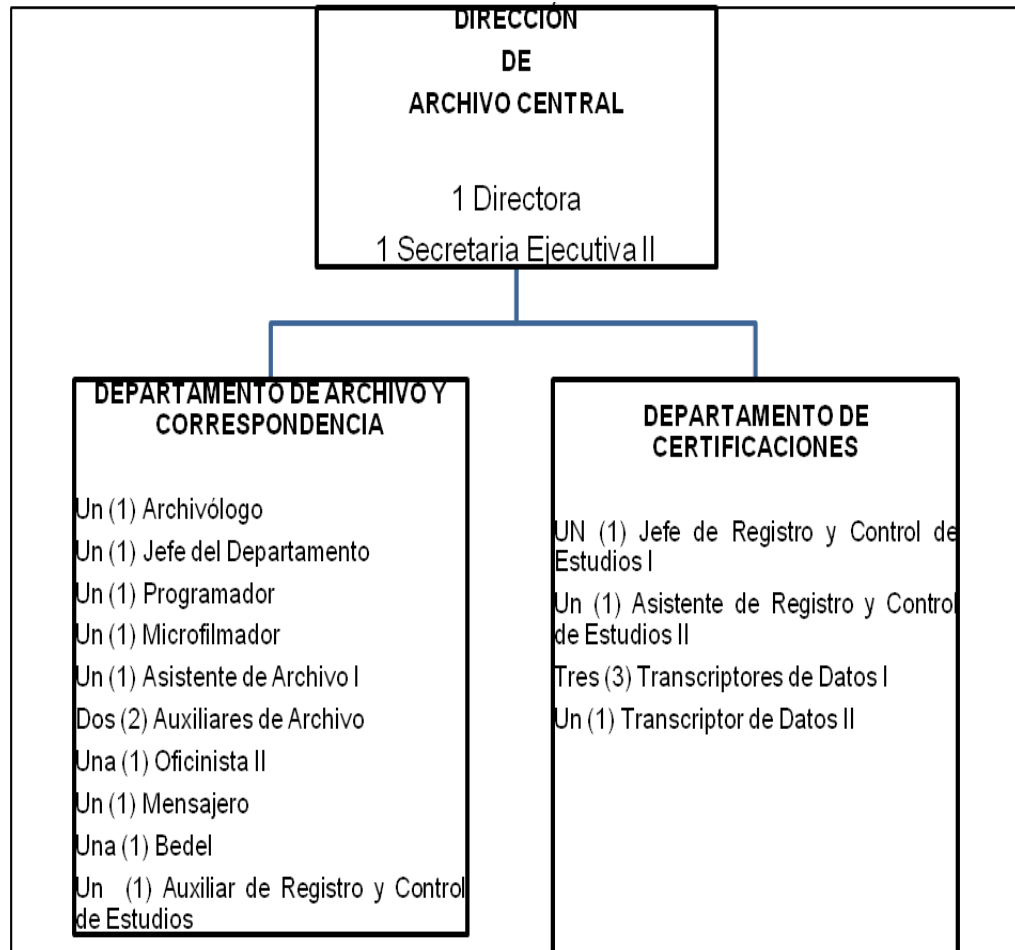 DIRECCIÓN
DE
ARCHIVO CENTRAL
1 Directora
1 Secretaria Ejecutiva II
DEPARTAMENTO DE ARCHIVO Y
CORRESPONDENCIA
Un (1) Archivólogo
Un (1) Jefe del Departamento
Un (1) Programador
Un (1) Microfilmador
Un (1) Asistente de Archivo I
Dos (2) Auxiliares de Archivo
Una (1) Oficinista II
Un (1) Mensajero
Una (1) Bedel
Un (1) Auxiliar de Registro y Control
de Estudios
DEPARTAMENTO DE
CERTIFICACIONES
UN (1) Jefe de Registro y Control de
Estudios I
Un (1) Asistente de Registro y Control
de Estudios II
Tres (3) Transcriptores de Datos I
Un (1) Transcriptor de Datos II